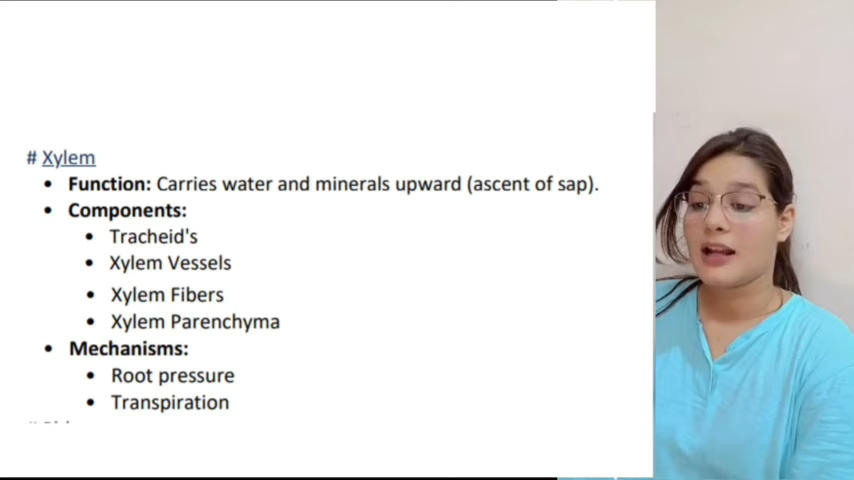 # Xylem
• Function: Carries water and minerals upward (ascent of sap).
• Components:
• Tracheid's
• Xylem Vessels
• Xylem Fibers
• Xylem Parenchyma
• Mechanisms:
• Root pressure
• Transpiration